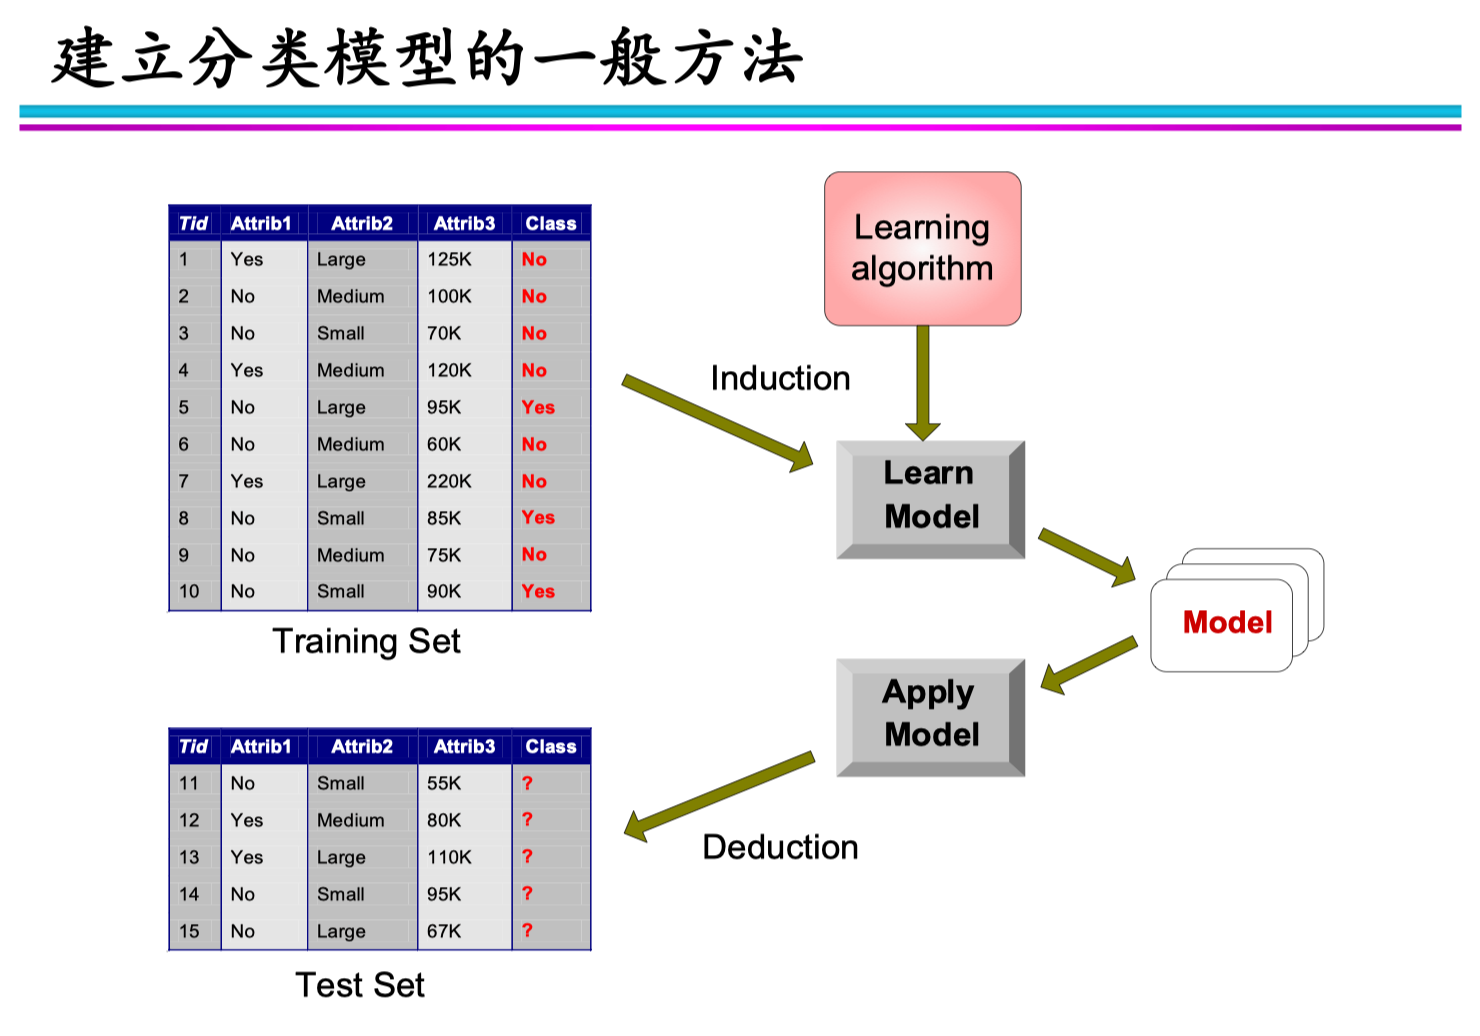 建立分类模型的一般方法
Tid Attrib1 Attrib2 Attrib3 Class
1 Yes Large 125K No
2 No Medium 100K No
3 No Small 70K No
4 Yes Medium 120K No
5 No Large 95K Yes
6 No Medium 60K No
7 Yes Large 220K No
8 No Small 85K Yes
9 No Medium 75K No
10 No Small 90K Yes
Training Set
Learning
algorithm
Induction
Learn
Model
Model
Apply
Model
Deduction
Tid Attrib1 Attrib2 Attrib3 Class
11 No Small 55K ?
12 Yes Medium 80K ?
13 Yes Large 110K ?
14 No Small 95K ?
15 No Large 67K ?
Test Set